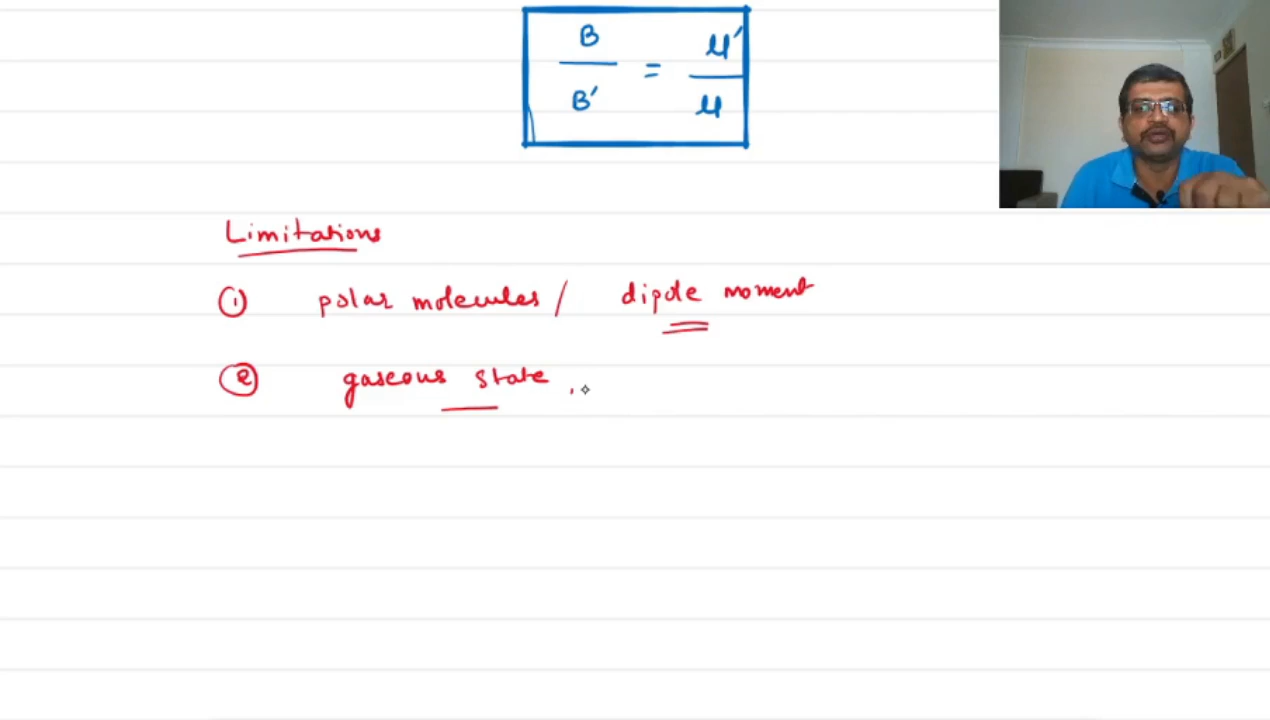 B/B' = μ'/μ
Limitations
① polar molecules / dipole moment
② gaseous state ,